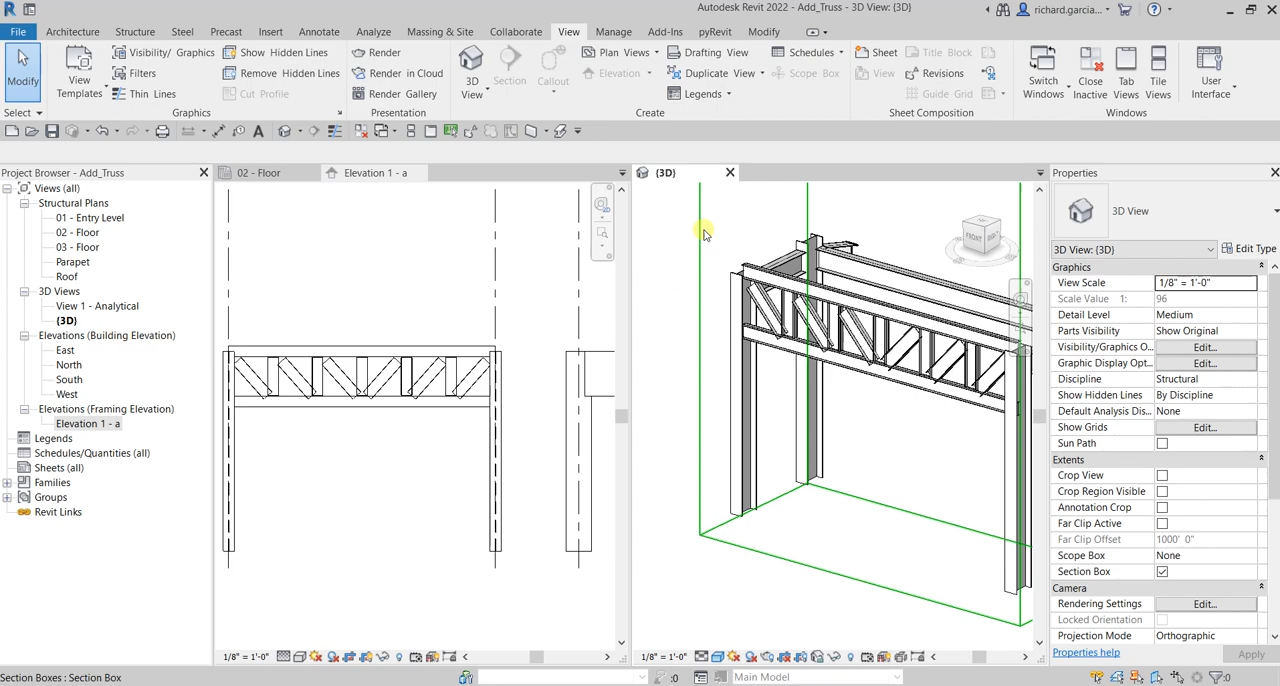 Autodesk Revit 2022 - Add_Truss - 3D View: {3D}
richard.garcia...
File Architecture Structure Steel Precast Insert Annotate Analyze Massing & Site Collaborate View Manage Add-Ins pyRevit Modify
Modify
View Templates
Visibility/ Graphics
Filters
Thin Lines
Show Hidden Lines
Remove Hidden Lines
Cut Profile
Render
Render in Cloud
Render Gallery
3D View
Section
Callout
Plan Views
Elevation
Drafting View
Duplicate View
Legends
Schedules
Scope Box
Sheet
View
Title Block
Revisions
Guide Grid
Switch Windows
Close Inactive
Tab Views
Tile Views
User Interface
Select Graphics Presentation Create Sheet Composition Windows
Project Browser - Add_Truss
Views (all)
Structural Plans
01 - Entry Level
02 - Floor
03 - Floor
Parapet
Roof
3D Views
View 1 - Analytical
{3D}
Elevations (Building Elevation)
East
North
South
West
Elevations (Framing Elevation)
Elevation 1 - a
Legends
Schedules/Quantities (all)
Sheets (all)
Families
Groups
Revit Links
02 - Floor
Elevation 1 - a
1/8" = 1'-0"
{3D}
FRONT
1/8" = 1'-0"
Properties
3D View
3D View: {3D}
Edit Type
Graphics
View Scale 1/8" = 1'-0"
Scale Value 1: 96
Detail Level Medium
Parts Visibility Show Original
Visibility/Graphics O... Edit...
Graphic Display Opt... Edit...
Discipline Structural
Show Hidden Lines By Discipline
Default Analysis Dis... None
Show Grids Edit...
Sun Path
Extents
Crop View
Crop Region Visible
Annotation Crop
Far Clip Active
Far Clip Offset 1000' 0"
Scope Box None
Section Box
Camera
Rendering Settings Edit...
Locked Orientation
Projection Mode Orthographic
Properties help
Apply
Section Boxes : Section Box
:0
Main Model
:0